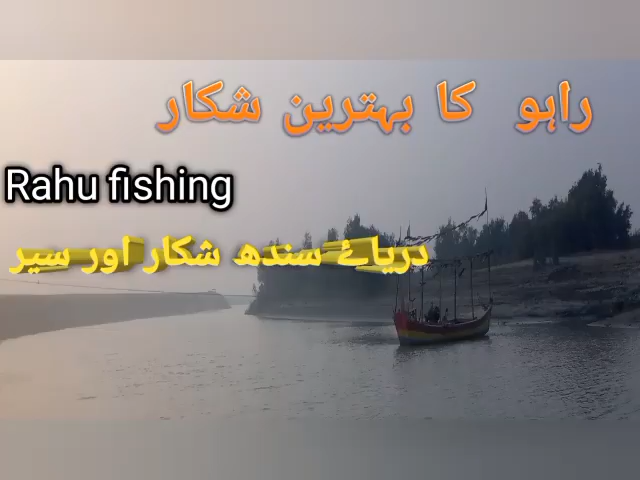 راہو کا بہترین شکار
Rahu fishing
دریائے سندھ شکار اور سیر